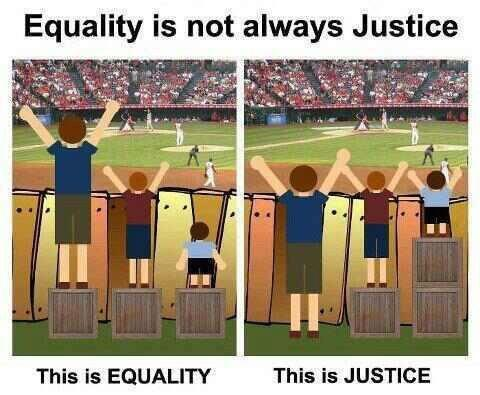 Equality is not always Justice
This is EQUALITY
This is JUSTICE